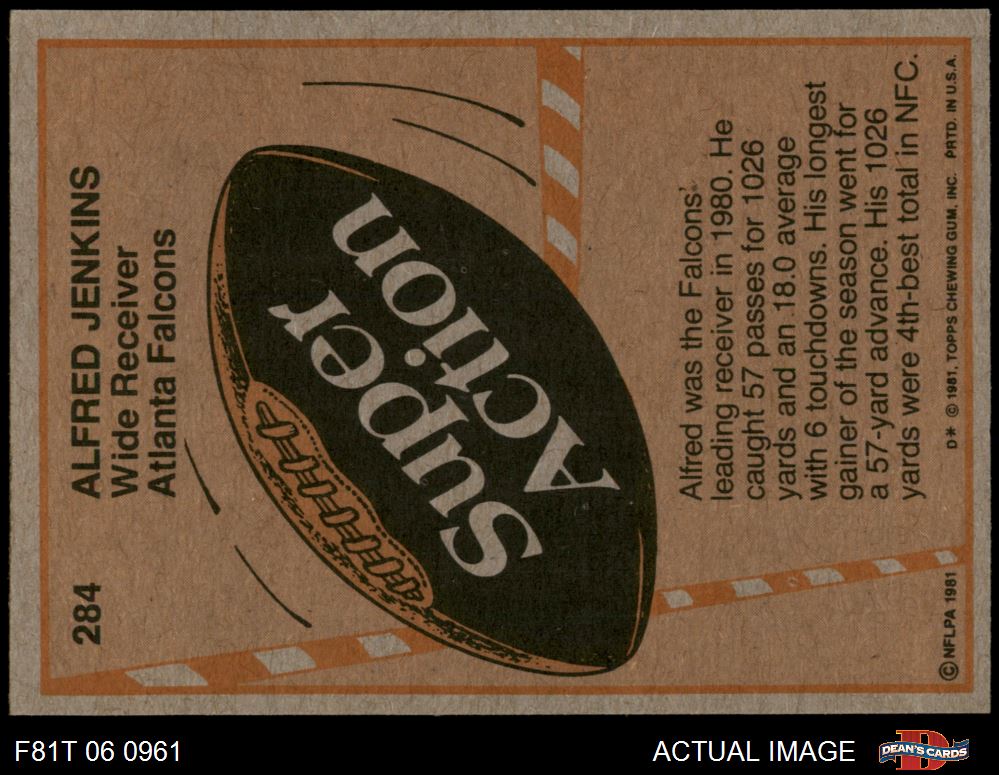 284
ALFRED JENKINS
Wide Receiver
Atlanta Falcons
Super
Action
Alfred was the Falcons'
leading receiver in 1980. He
caught 57 passes for 1026
yards and an 18.0 average
with 6 touchdowns. His longest
gainer of the season went for
a 57-yard advance. His 1026
yards were 4th-best total in NFC.
© NFLPA 1981
D* © 1981, TOPPS CHEWING GUM, INC. PRTD. IN U.S.A.
F81T 06 0961
ACTUAL IMAGE
DEAN'S CARDS